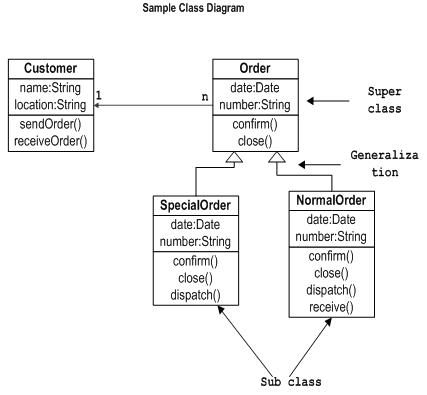 Sample Class Diagram
Customer
name:String
location:String
sendOrder()
receiveOrder()
1
n
Order
date:Date
number:String
confirm()
close()
Super
class
Generaliza
tion
SpecialOrder
date:Date
number:String
confirm()
close()
dispatch()
NormalOrder
date:Date
number:String
confirm()
close()
dispatch()
receive()
Sub class